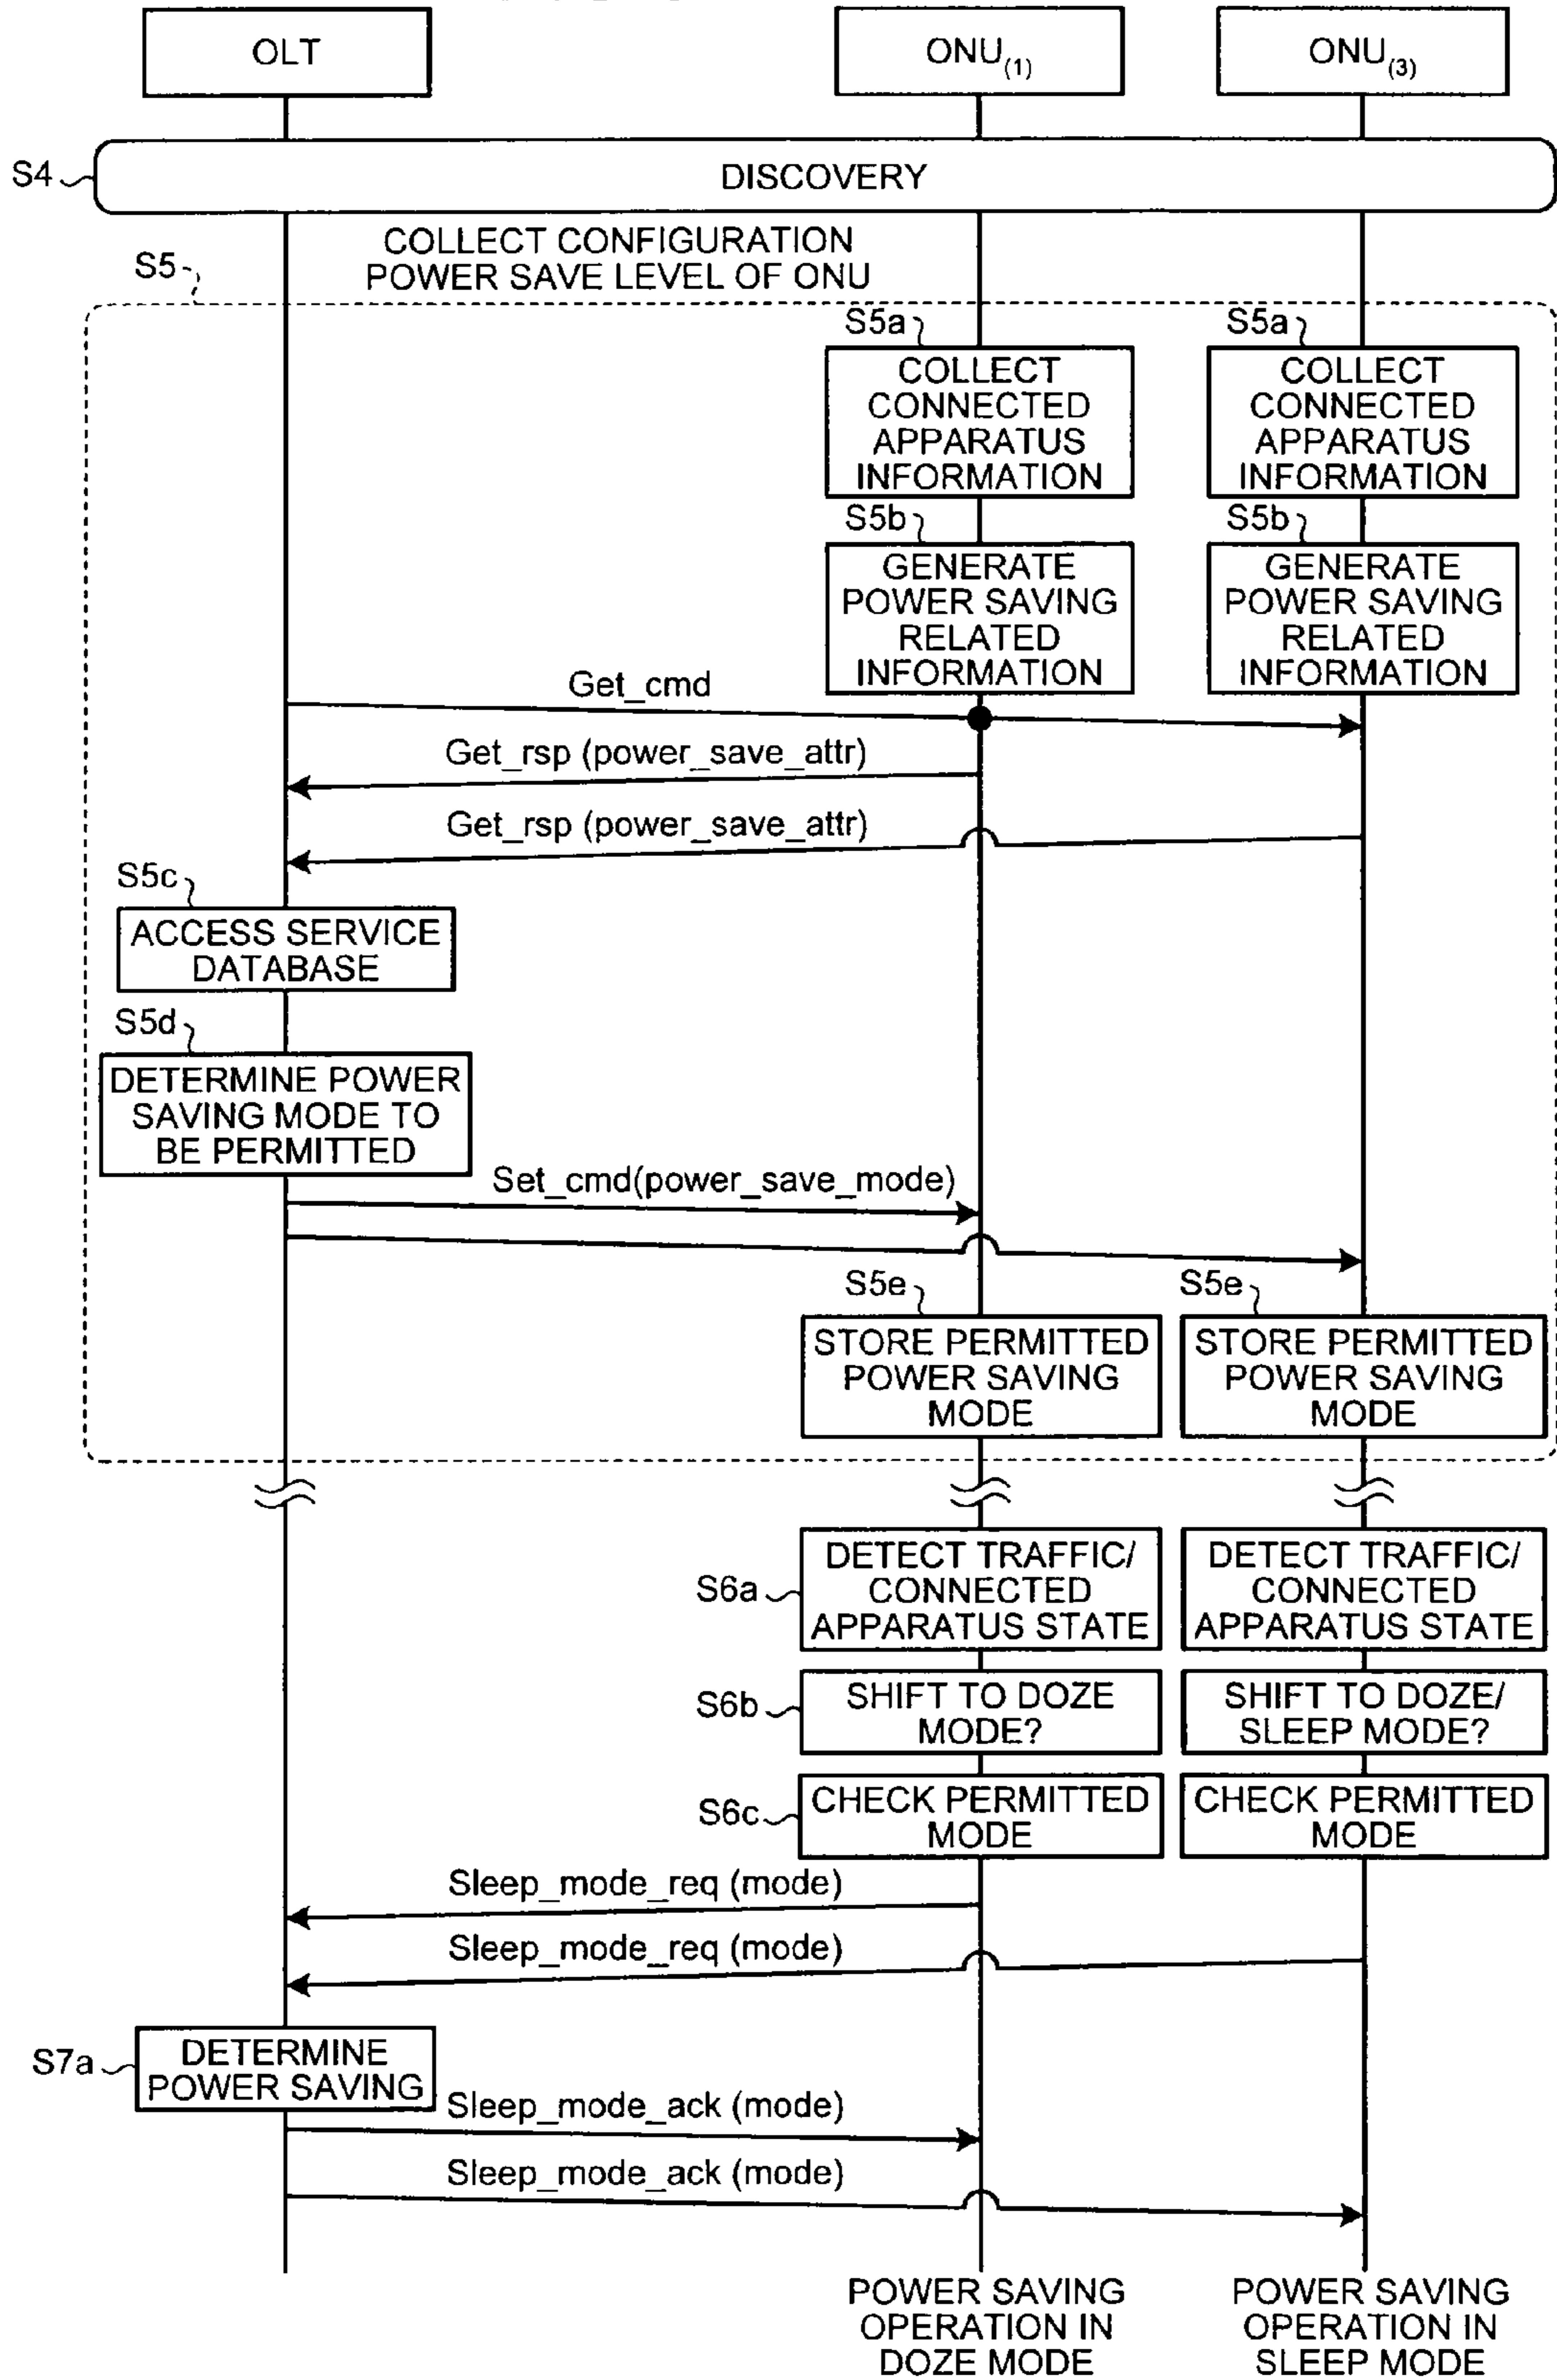 OLT
ONU(1)
ONU(3)
S4
DISCOVERY
COLLECT CONFIGURATION
POWER SAVE LEVEL OF ONU
S5
S5a
S5a
COLLECT
CONNECTED
APPARATUS
INFORMATION
COLLECT
CONNECTED
APPARATUS
INFORMATION
S5b
S5b
GENERATE
POWER SAVING
RELATED
INFORMATION
GENERATE
POWER SAVING
RELATED
INFORMATION
Get_cmd
Get_rsp (power_save_attr)
Get_rsp (power_save_attr)
S5c
ACCESS SERVICE
DATABASE
S5d
DETERMINE POWER
SAVING MODE TO
BE PERMITTED
Set_cmd(power_save_mode)
S5e
S5e
STORE PERMITTED
POWER SAVING
MODE
STORE PERMITTED
POWER SAVING
MODE
S6a
DETECT TRAFFIC/
CONNECTED
APPARATUS STATE
DETECT TRAFFIC/
CONNECTED
APPARATUS STATE
S6b
SHIFT TO DOZE
MODE?
SHIFT TO DOZE/
SLEEP MODE?
S6c
CHECK PERMITTED
MODE
CHECK PERMITTED
MODE
Sleep_mode_req (mode)
Sleep_mode_req (mode)
S7a
DETERMINE
POWER SAVING
Sleep_mode_ack (mode)
Sleep_mode_ack (mode)
POWER SAVING
OPERATION IN
DOZE MODE
POWER SAVING
OPERATION IN
SLEEP MODE